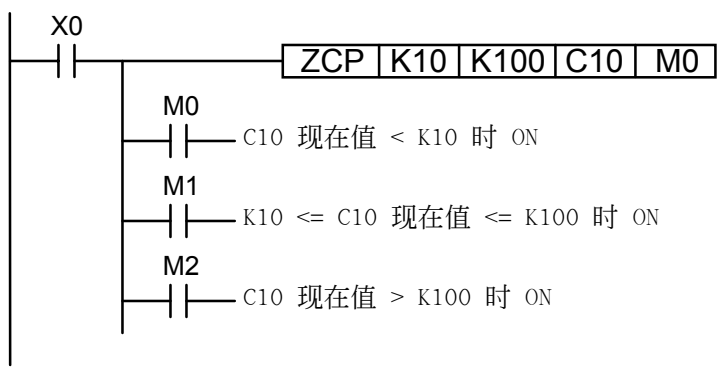 X0
ZCP K10 K100 C10 M0
M0
C10 现在值 < K10 时 ON
M1
K10 <= C10 现在值 <= K100 时 ON
M2
C10 现在值 > K100 时 ON